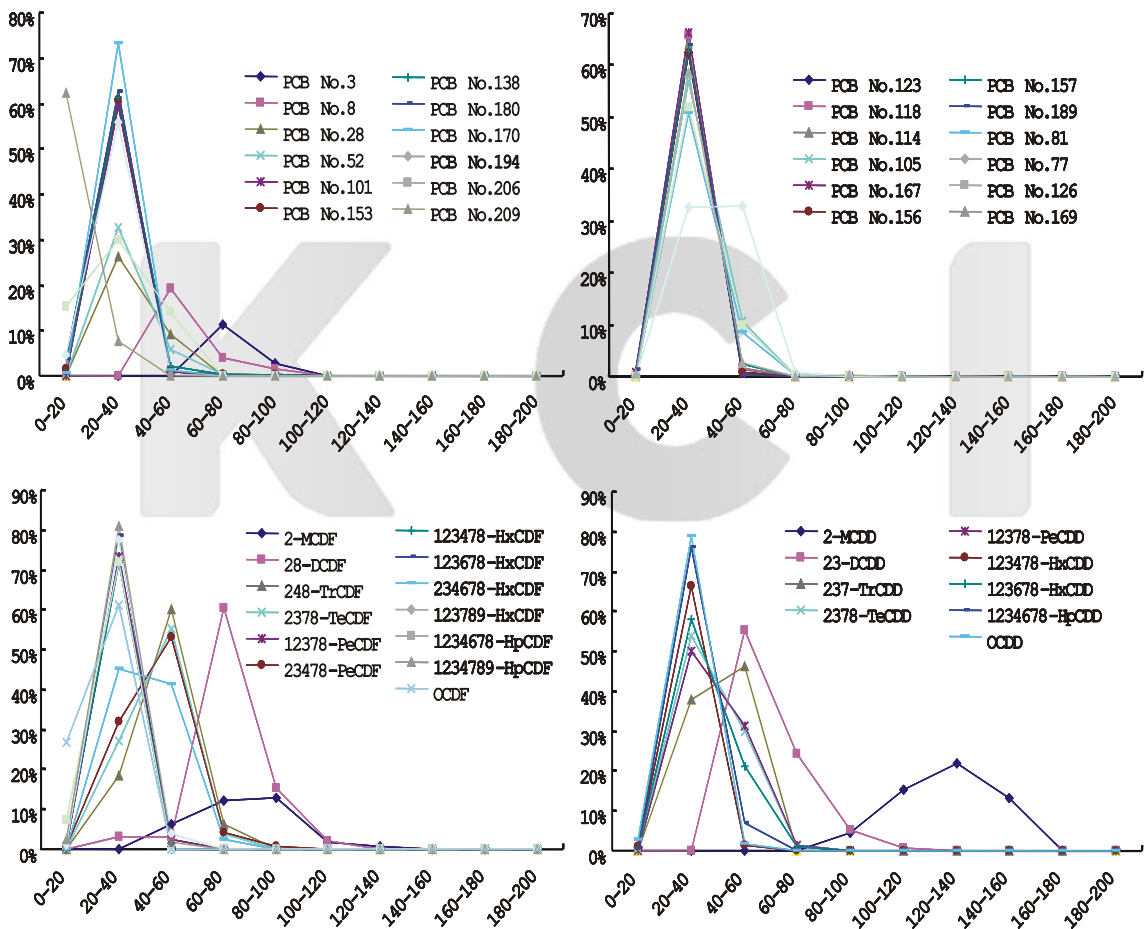 80%
70%
60%
50%
40%
30%
20%
10%
0%
PCB No.3
PCB No.8
PCB No.28
PCB No.52
PCB No.101
PCB No.153
PCB No.138
PCB No.180
PCB No.170
PCB No.194
PCB No.206
PCB No.209
0-20
20-40
40-60
60-80
80-100
100-120
120-140
140-160
160-180
180-200
70%
60%
50%
40%
30%
20%
10%
0%
PCB No.123
PCB No.118
PCB No.114
PCB No.105
PCB No.167
PCB No.156
PCB No.157
PCB No.189
PCB No.81
PCB No.77
PCB No.126
PCB No.169
0-20
20-40
40-60
60-80
80-100
100-120
120-140
140-160
160-180
180-200
90%
80%
70%
60%
50%
40%
30%
20%
10%
0%
2-MCDF
28-DCDF
248-TrCDF
2378-TeCDF
12378-PeCDF
23478-PeCDF
123478-HxCDF
123678-HxCDF
234678-HxCDF
123789-HxCDF
1234678-HpCDF
1234789-HpCDF
OCDF
0-20
20-40
40-60
60-80
80-100
100-120
120-140
140-160
160-180
180-200
90%
80%
70%
60%
50%
40%
30%
20%
10%
0%
2-MCDD
23-DCDD
237-TrCDD
2378-TeCDD
12378-PeCDD
123478-HxCDD
123678-HxCDD
1234678-HpCDD
OCDD
0-20
20-40
40-60
60-80
80-100
100-120
120-140
140-160
160-180
180-200
KCI